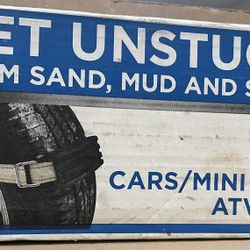 ET UNSTUC
M SAND, MUD AND S
CARS/MINI
ATV